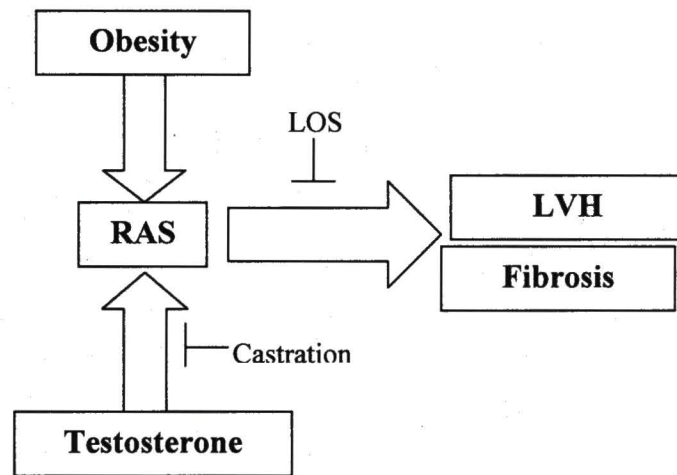 Obesity
LOS
RAS
LVH
Fibrosis
Castration
Testosterone